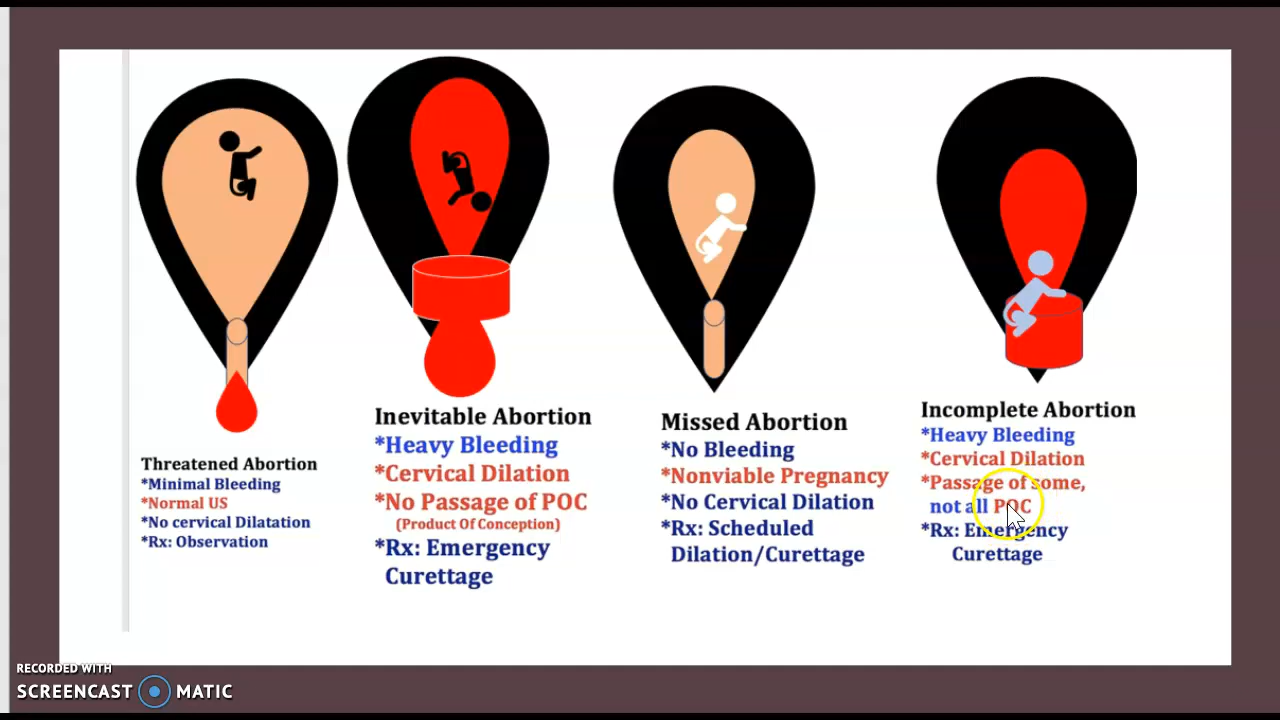 Threatened Abortion
*Minimal Bleeding
*Normal US
*No cervical Dilatation
*Rx: Observation
Inevitable Abortion
*Heavy Bleeding
*Cervical Dilation
*No Passage of POC
(Product Of Conception)
*Rx: Emergency
Curettage
Missed Abortion
*No Bleeding
*Nonviable Pregnancy
*No Cervical Dilation
*Rx: Scheduled
Dilation/Curettage
Incomplete Abortion
*Heavy Bleeding
*Cervical Dilation
*Passage of some,
not all POC
*Rx: Emergency
Curettage
RECORDED WITH
SCREENCAST MATIC